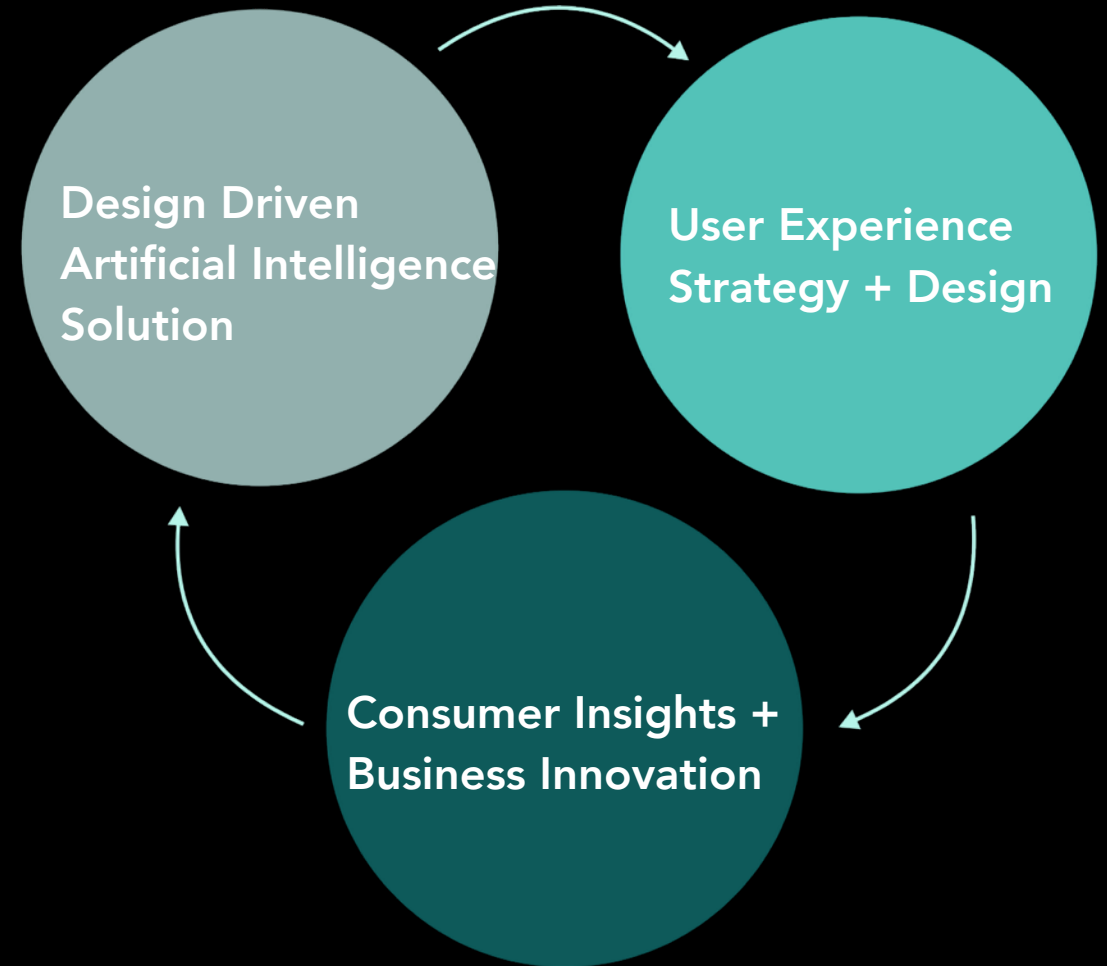 Design Driven
Artificial Intelligence
Solution
User Experience
Strategy + Design
Consumer Insights +
Business Innovation